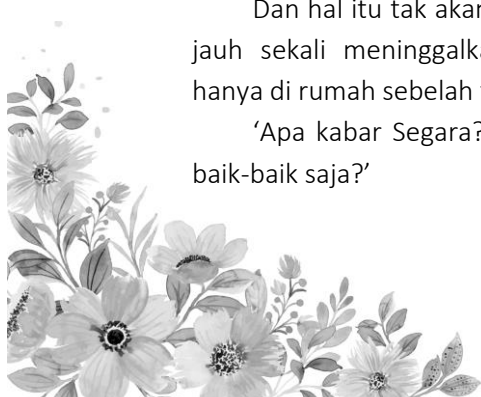 Dan hal itu tak akan
jauh sekali meninggalka
hanya di rumah sebelah
'Apa kabar Segara?
baik-baik saja?'